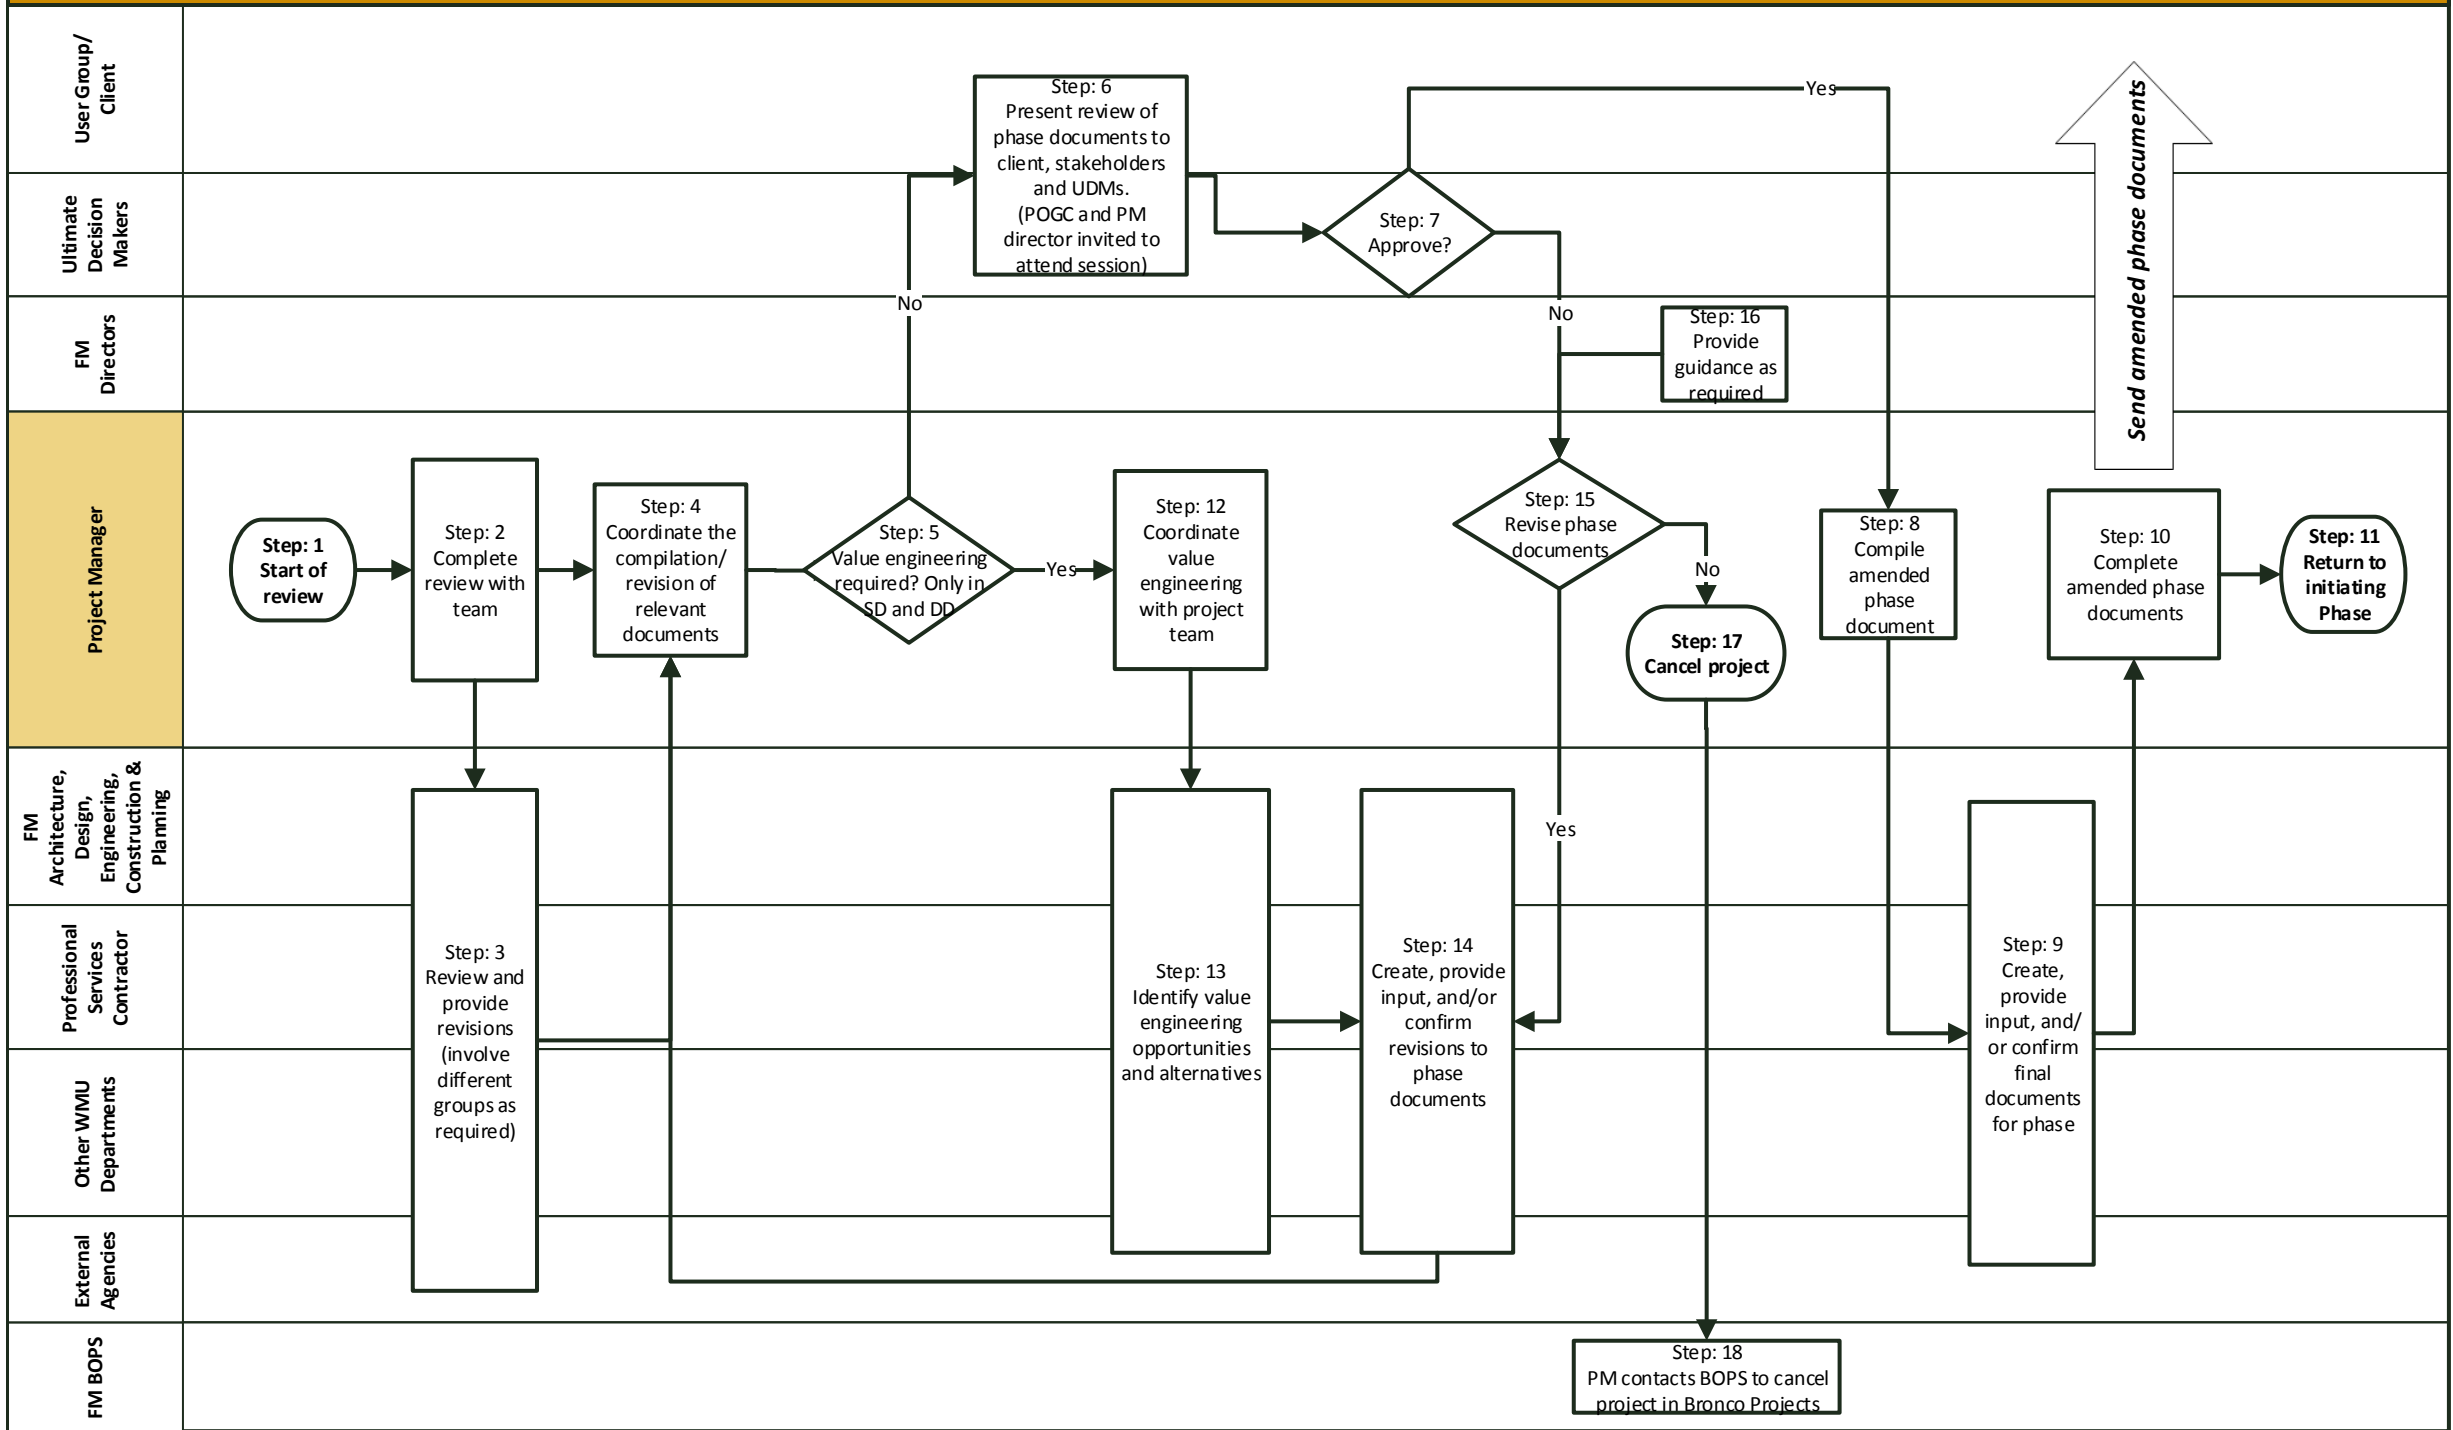 User Group/
Client
Step: 6
Present review of
phase documents to
client, stakeholders
and UDMs.
(POGC and PM
director invited to
attend session)
Yes
Send amended phase documents
Ultimate
Decision
Makers
Step: 7
Approve?
No
No
FM
Directors
Step: 16
Provide
guidance as
required
Project Manager
Step: 1
Start of
review
Step: 2
Complete
review with
team
Step: 4
Coordinate the
compilation/
revision of
relevant
documents
Step: 5
Value engineering
required? Only in
SD and DD
Yes
Step: 12
Coordinate
value
engineering
with project
team
Step: 15
Revise phase
documents
No
Step: 17
Cancel project
Step: 8
Compile
amended
phase
document
Step: 10
Complete
amended phase
documents
Step: 11
Return to
initiating
Phase
FM
Architecture,
Design,
Engineering,
Construction &
Planning
Yes
Professional
Services
Contractor
Step: 3
Review and
provide
revisions
(involve
different
groups as
required)
Step: 13
Identify value
engineering
opportunities
and alternatives
Step: 14
Create, provide
input, and/or
confirm
revisions to
phase
documents
Step: 9
Create,
provide
input, and/
or confirm
final
documents
for phase
Other WMU
Departments
External
Agencies
FM BOPS
Step: 18
PM contacts BOPS to cancel
project in Bronco Projects